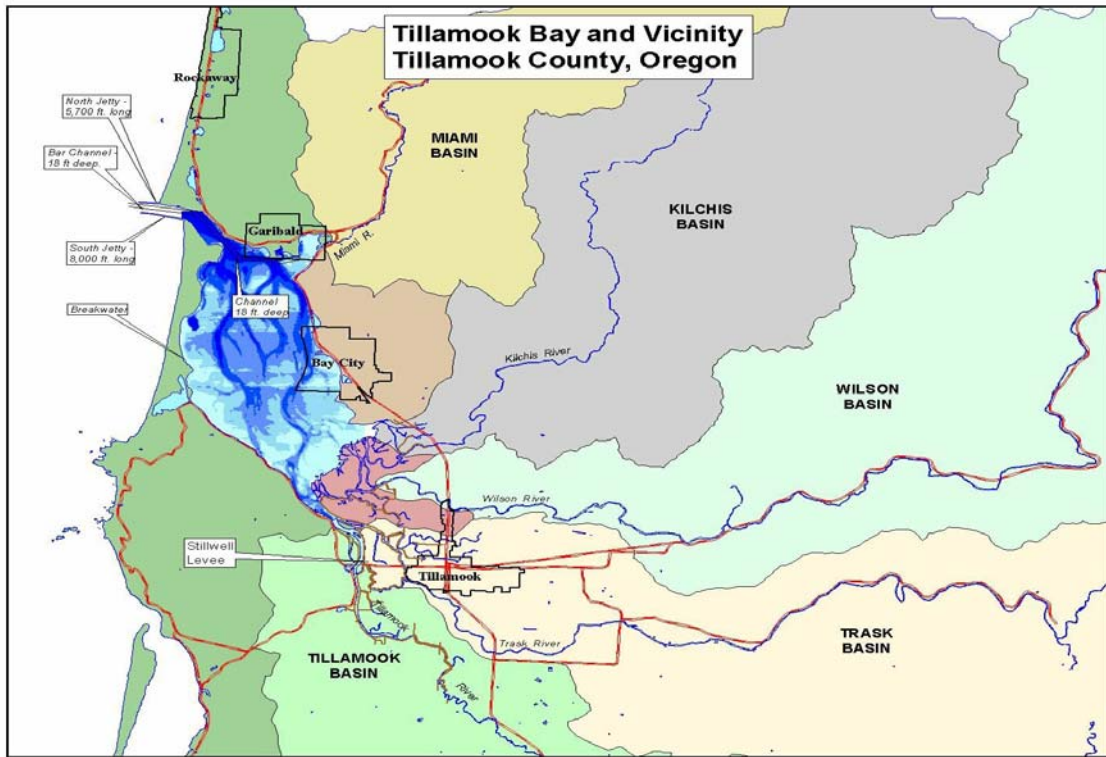 Tillamook Bay and Vicinity
Tillamook County, Oregon
Rockaway
North Jetty -
5,700 ft. long
Bar Channel -
18 ft deep.
South Jetty -
8,000 ft. long
Breakwater
Garibald
Miami R.
Channel
18 ft. deep
Bay City
MIAMI
BASIN
KILCHIS
BASIN
Kilchis River
WILSON
BASIN
Wilson River
Stillwell
Levee
Tillamook
Tillamook
River
Trask River
TRASK
BASIN
TILLAMOOK
BASIN